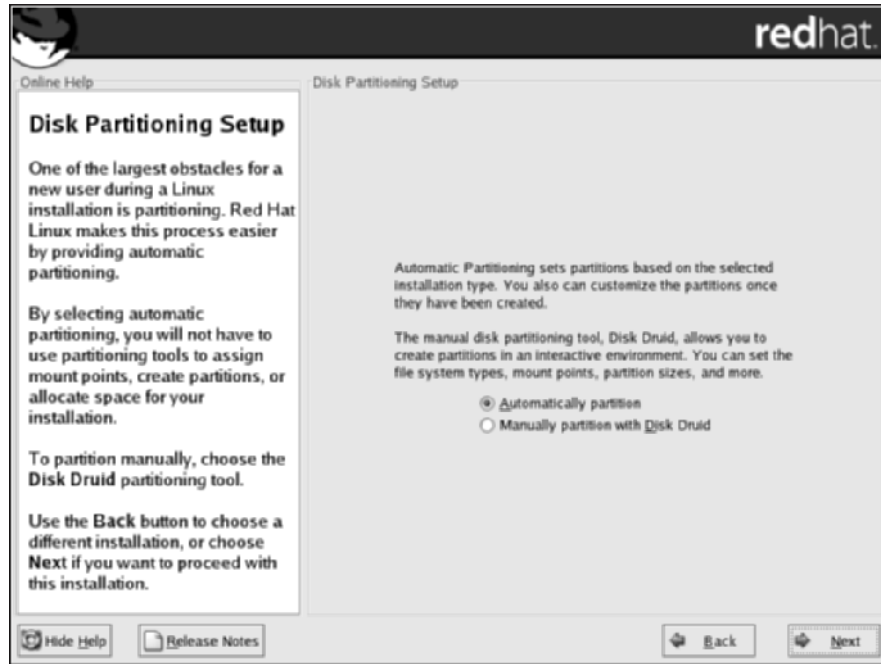 redhat.
Online Help
Disk Partitioning Setup
Disk Partitioning Setup
One of the largest obstacles for a
new user during a Linux
installation is partitioning. Red Hat
Linux makes this process easier
by providing automatic
partitioning.
By selecting automatic
partitioning, you will not have to
use partitioning tools to assign
mount points, create partitions, or
allocate space for your
installation.
To partition manually, choose the
Disk Druid partitioning tool.
Use the Back button to choose a
different installation, or choose
Next if you want to proceed with
this installation.
Automatic Partitioning sets partitions based on the selected
installation type. You also can customize the partitions once
they have been created.
The manual disk partitioning tool, Disk Druid, allows you to
create partitions in an interactive environment. You can set the
file system types, mount points, partition sizes, and more.
Automatically partition
Manually partition with Disk Druid
Hide Help
Release Notes
Back
Next